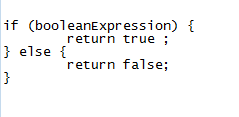 if (booleanExpression) {
        return true ;
} else {
        return false;
}